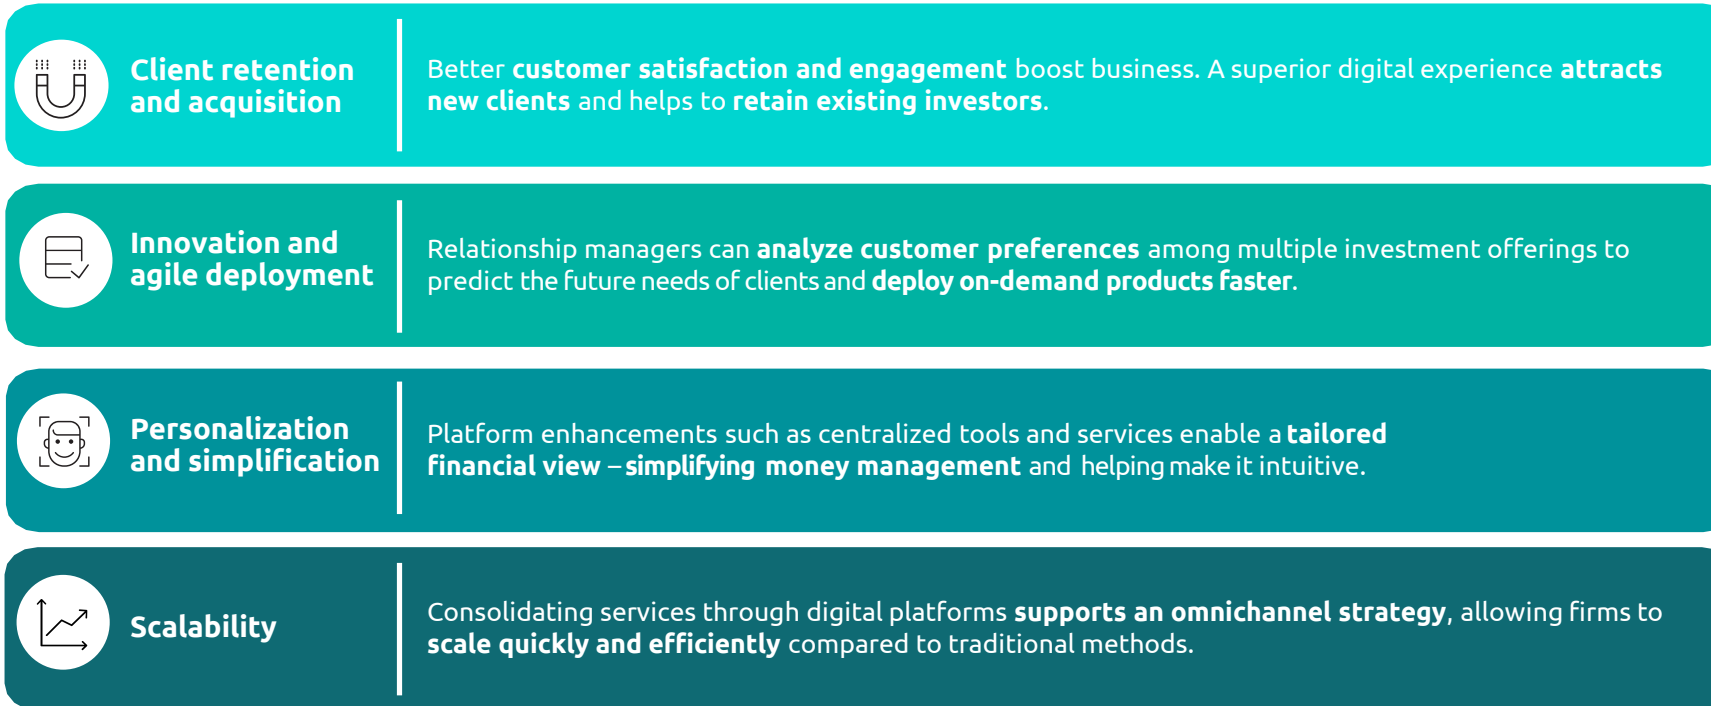 Client retention
and acquisition
Better customer satisfaction and engagement boost business. A superior digital experience attracts
new clients and helps to retain existing investors.
Innovation and
agile deployment
Relationship managers can analyze customer preferences among multiple investment offerings to
predict the future needs of clients and deploy on-demand products faster.
Personalization
and simplification
Platform enhancements such as centralized tools and services enable a tailored
financial view – simplifying money management and helping make it intuitive.
Scalability
Consolidating services through digital platforms supports an omnichannel strategy, allowing firms to
scale quickly and efficiently compared to traditional methods.